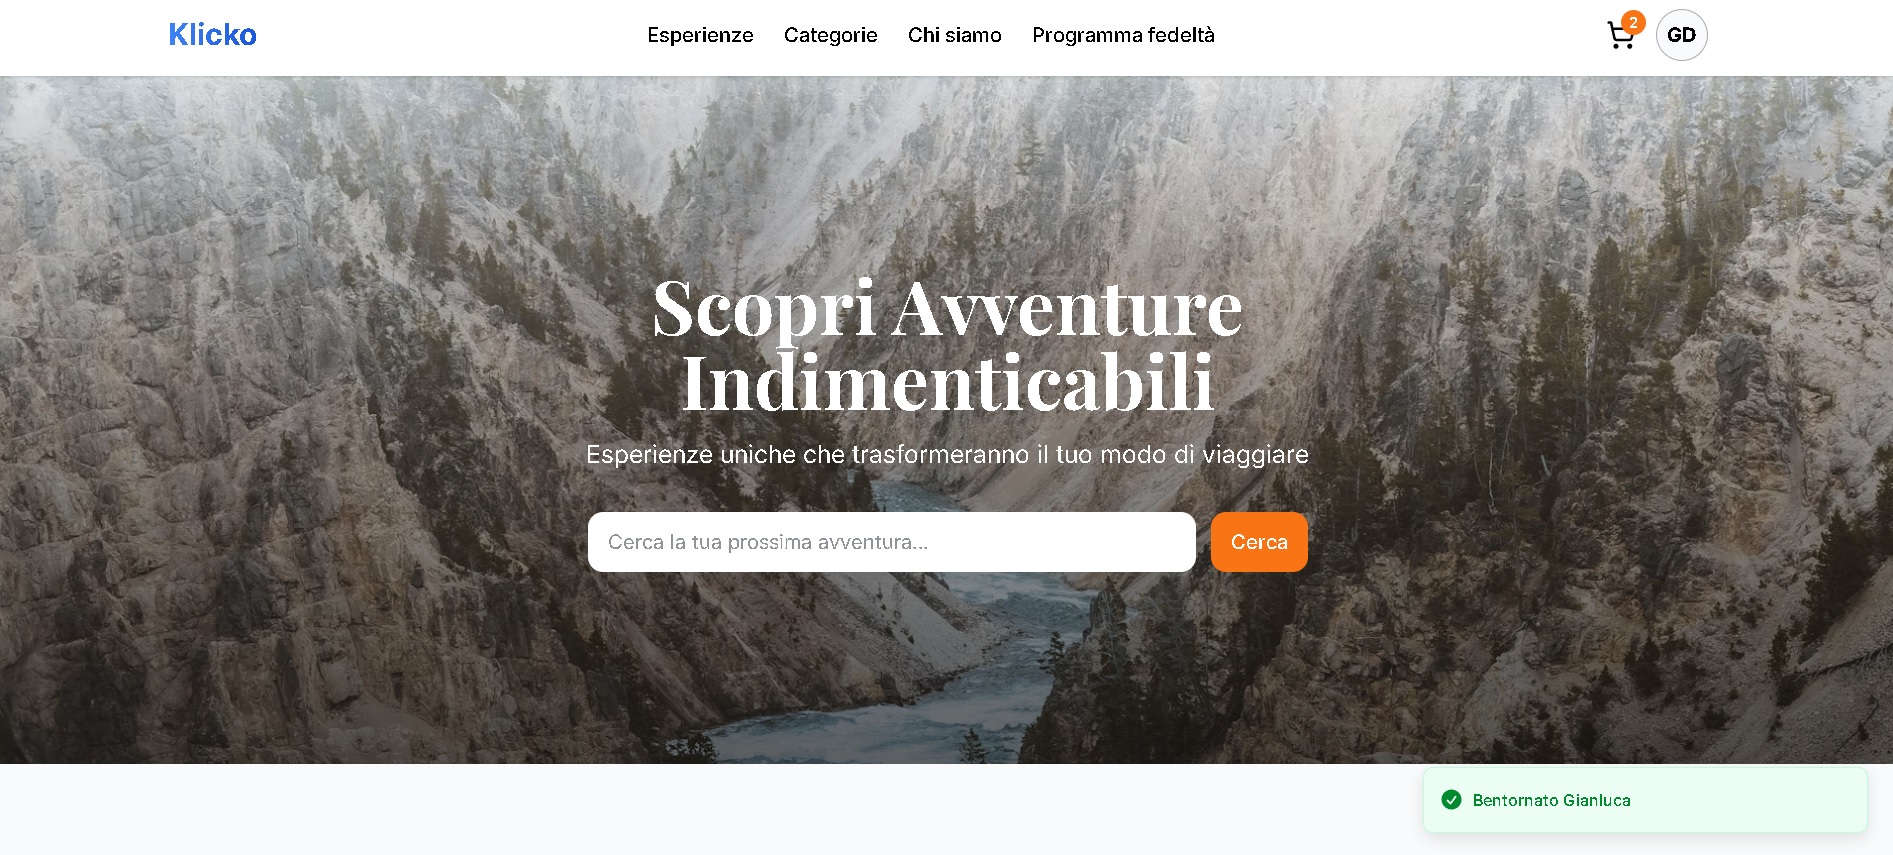 Klicko
Esperienze
Categorie
Chi siamo
Programma fedeltà
2
GD
Scopri Avventure
Indimenticabili
Esperienze uniche che trasformeranno il tuo modo di viaggiare
Cerca la tua prossima avventura...
Cerca
Bentornato Gianluca